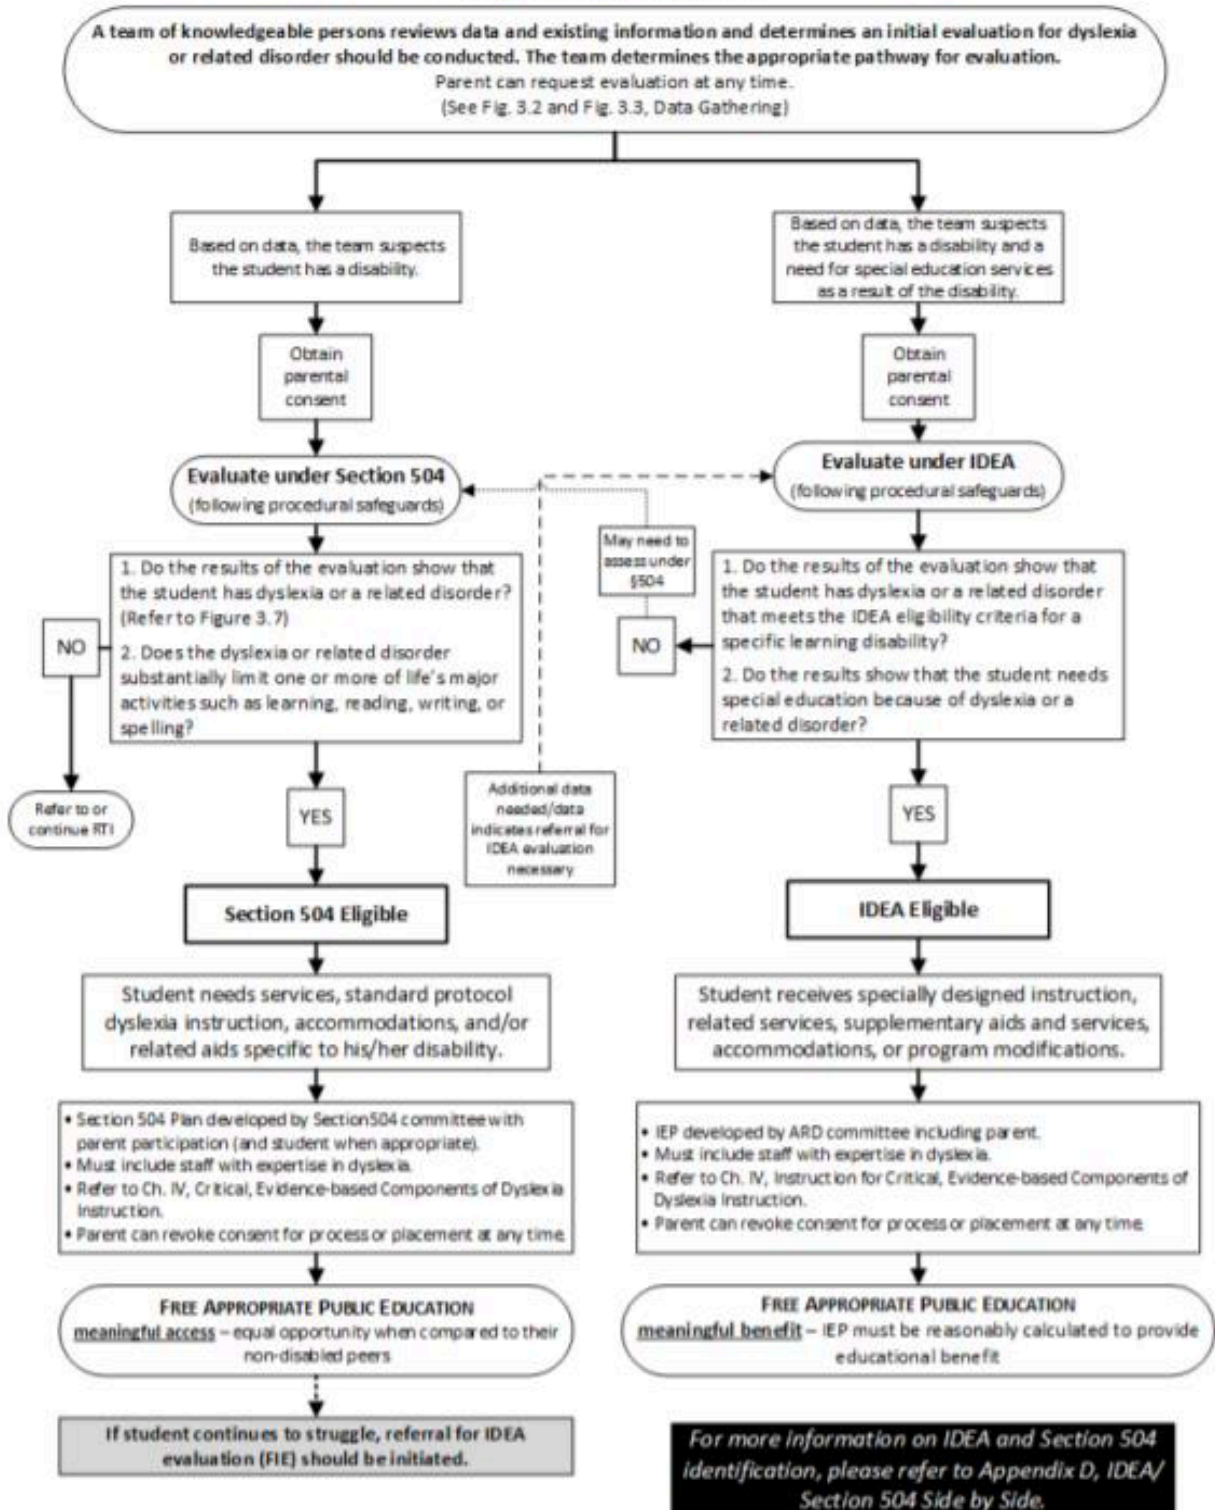 A team of knowledgeable persons reviews data and existing information and determines an initial evaluation for dyslexia
or related disorder should be conducted. The team determines the appropriate pathway for evaluation.
Parent can request evaluation at any time.
(See Fig. 3.2 and Fig. 3.3, Data Gathering)
Based on data, the team suspects
the student has a disability.
Obtain
parental
consent
Evaluate under Section 504
(following procedural safeguards)
1. Do the results of the evaluation show that
the student has dyslexia or a related disorder?
(Refer to Figure 3.7)
2. Does the dyslexia or related disorder
substantially limit one or more of life's major
activities such as learning, reading, writing, or
spelling?
NO
Refer to or
continue RTI
YES
Section 504 Eligible
Student needs services, standard protocol
dyslexia instruction, accommodations, and/or
related aids specific to his/her disability.
• Section 504 Plan developed by Section504 committee with
parent participation (and student when appropriate).
• Must include staff with expertise in dyslexia.
• Refer to Ch. IV, Critical, Evidence-based Components of Dyslexia
Instruction.
• Parent can revoke consent for process or placement at any time.
FREE APPROPRIATE PUBLIC EDUCATION
meaningful access – equal opportunity when compared to their
non-disabled peers
If student continues to struggle, referral for IDEA
evaluation (FIE) should be initiated.
Additional data
needed/data
indicates referral for
IDEA evaluation
necessary
May need to
assess under
§504
NO
Based on data, the team suspects
the student has a disability and a
need for special education services
as a result of the disability.
Obtain
parental
consent
Evaluate under IDEA
(following procedural safeguards)
1. Do the results of the evaluation show that
the student has dyslexia or a related disorder
that meets the IDEA eligibility criteria for a
specific learning disability?
2. Do the results show that the student needs
special education because of dyslexia or a
related disorder?
YES
IDEA Eligible
Student receives specially designed instruction,
related services, supplementary aids and services,
accommodations, or program modifications.
• IEP developed by ARD committee including parent.
• Must include staff with expertise in dyslexia.
• Refer to Ch. IV, Instruction for Critical, Evidence-based Components of
Dyslexia Instruction.
• Parent can revoke consent for process or placement at any time.
FREE APPROPRIATE PUBLIC EDUCATION
meaningful benefit – IEP must be reasonably calculated to provide
educational benefit
For more information on IDEA and Section 504
identification, please refer to Appendix D, IDEA/
Section 504 Side by Side.